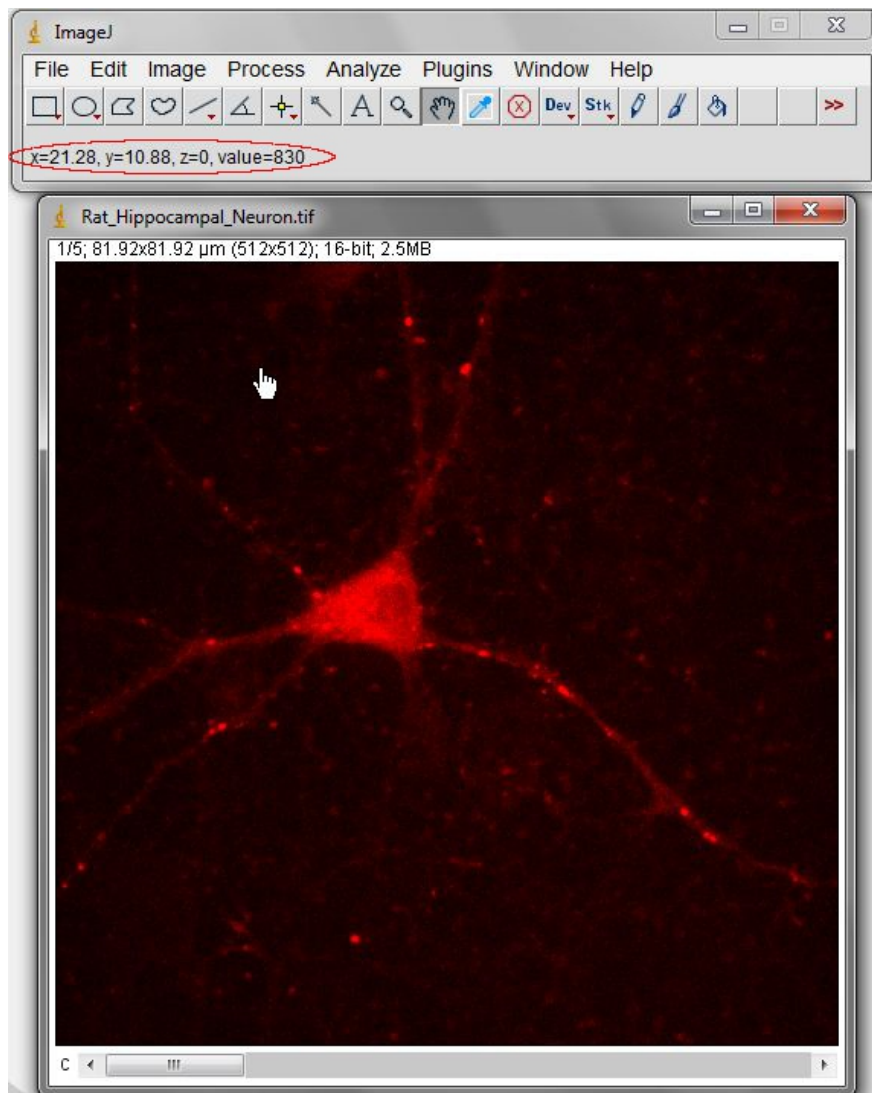 ImageJ
File Edit Image Process Analyze Plugins Window Help
A Dev Stk >>
x=21.28, y=10.88, z=0, value=830
Rat_Hippocampal_Neuron.tif
1/5; 81.92x81.92 µm (512x512); 16-bit; 2.5MB
C